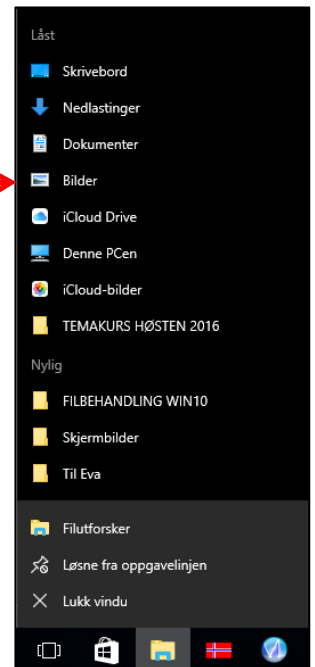 Låst
Skrivebord
Nedlastinger
Dokumenter
Bilder
iCloud Drive
Denne PCen
iCloud-bilder
TEMAKURS HØSTEN 2016
Nylig
FILBEHANDLING WIN10
Skjermbilder
Til Eva
Filutforsker
Løsne fra oppgavelinjen
Lukk vindu